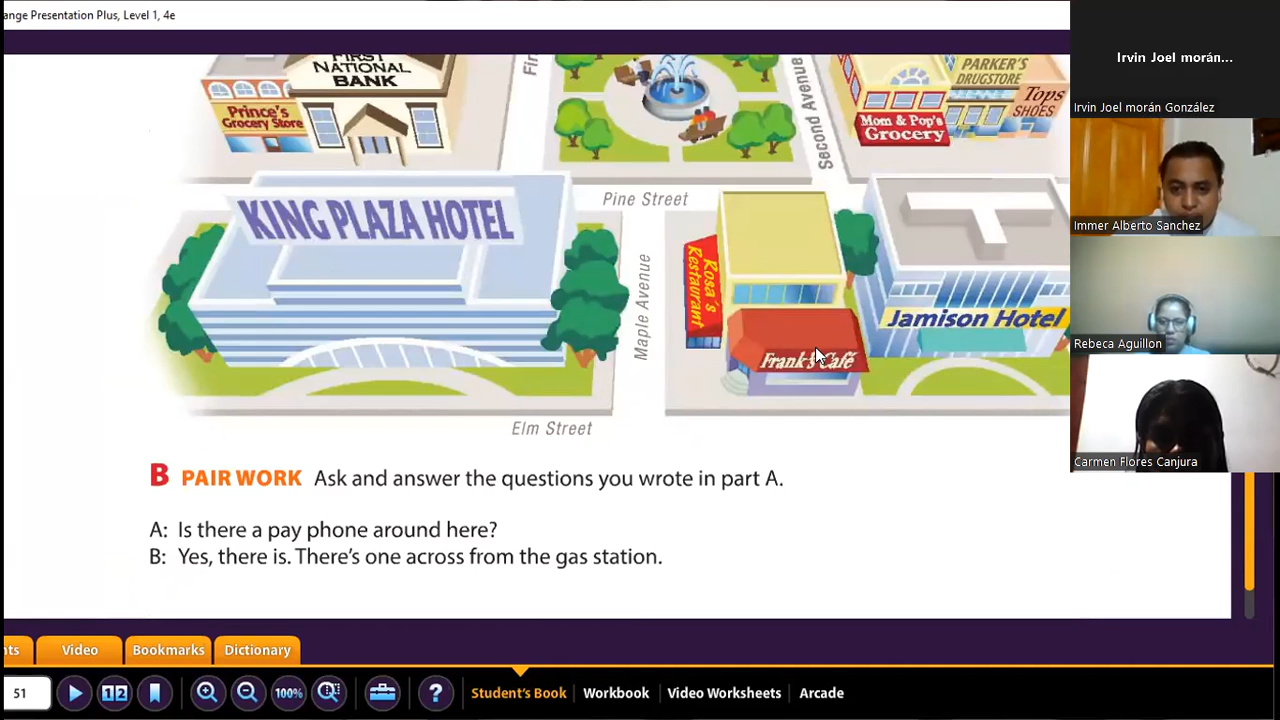 ange Presentation Plus, Level 1, 4e
Irvin Joel morán...
Irvin Joel morán González
FIRST
NATIONAL
BANK
Prince's
Grocery Store
Second Avenue
PARKER'S
DRUGSTORE
Tops
SHOES
Mom & Pop's
Grocery
Pine Street
KING PLAZA HOTEL
Maple Avenue
Rosa's
Restaurant
Frank's Café
Jamison Hotel
Elm Street
Immer Alberto Sanchez
Rebeca Aguillon
Carmen Flores Canjura
B PAIR WORK Ask and answer the questions you wrote in part A.
A: Is there a pay phone around here?
B: Yes, there is. There's one across from the gas station.
Video
Bookmarks
Dictionary
51
12
100%
?
Student's Book
Workbook
Video Worksheets
Arcade